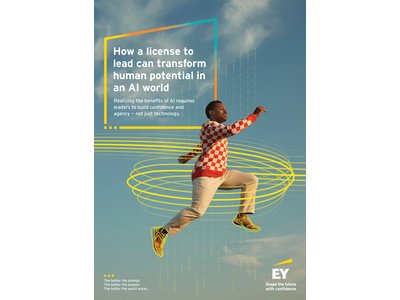 How a license to
lead can transform
human potential in
an AI world
Realizing the benefits of AI requires
leaders to build confidence and
agency – not just technology.
The better the prompt.
The better the answer.
The better the world works.
EY
Shape the future
with confidence